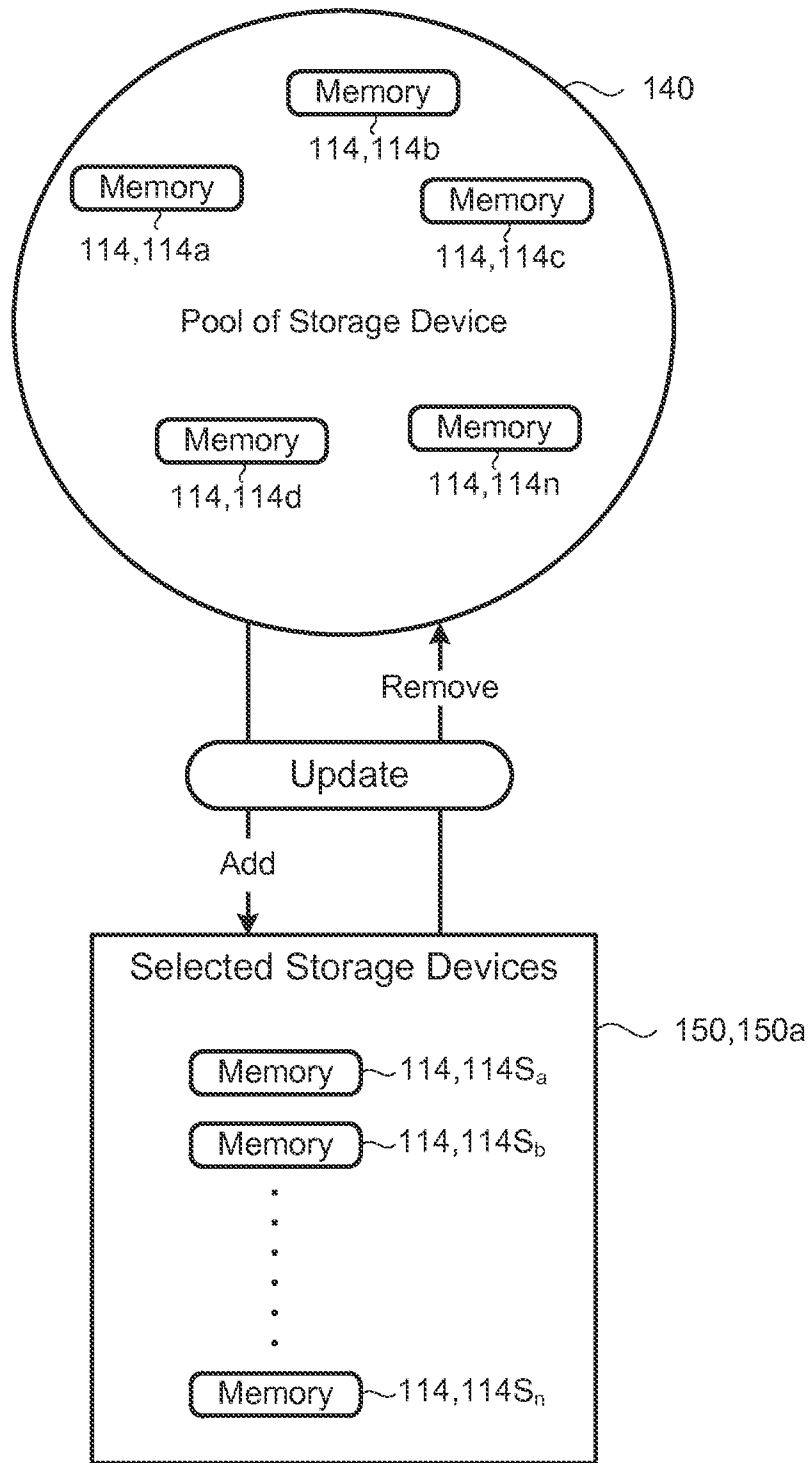 Memory
140
114,114b
Memory
114,114a
Memory
114,114c
Pool of Storage Device
Memory
114,114d
Memory
114,114n
Remove
Update
Add
Selected Storage Devices
150,150a
Memory
114,114Sₐ
Memory
114,114S_b
Memory
114,114Sₙ